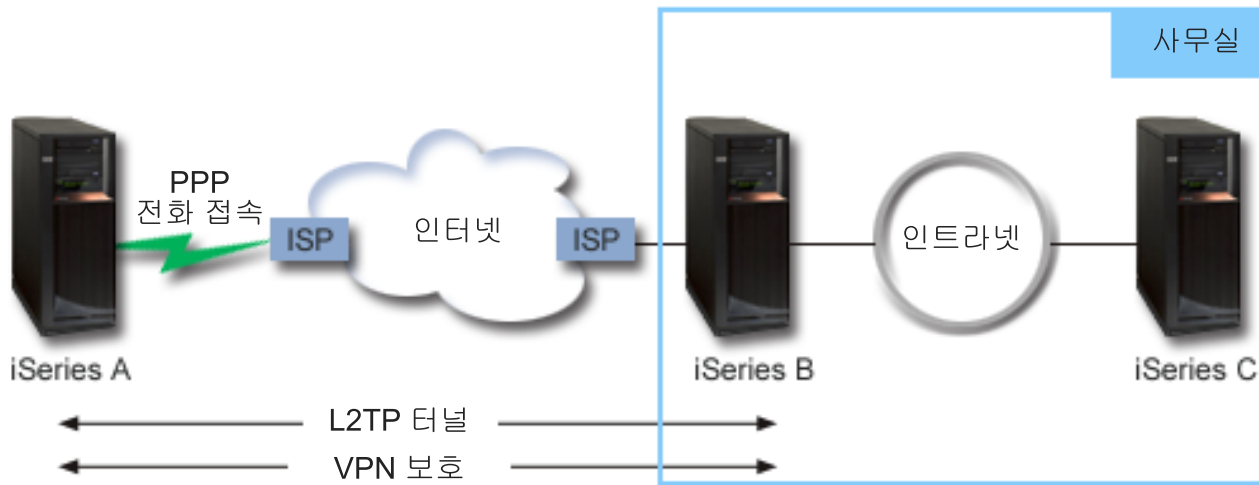 사무실
PPP
전화 접속
ISP
인터넷
ISP
인트라넷
iSeries A
iSeries B
iSeries C
L2TP 터널
VPN 보호